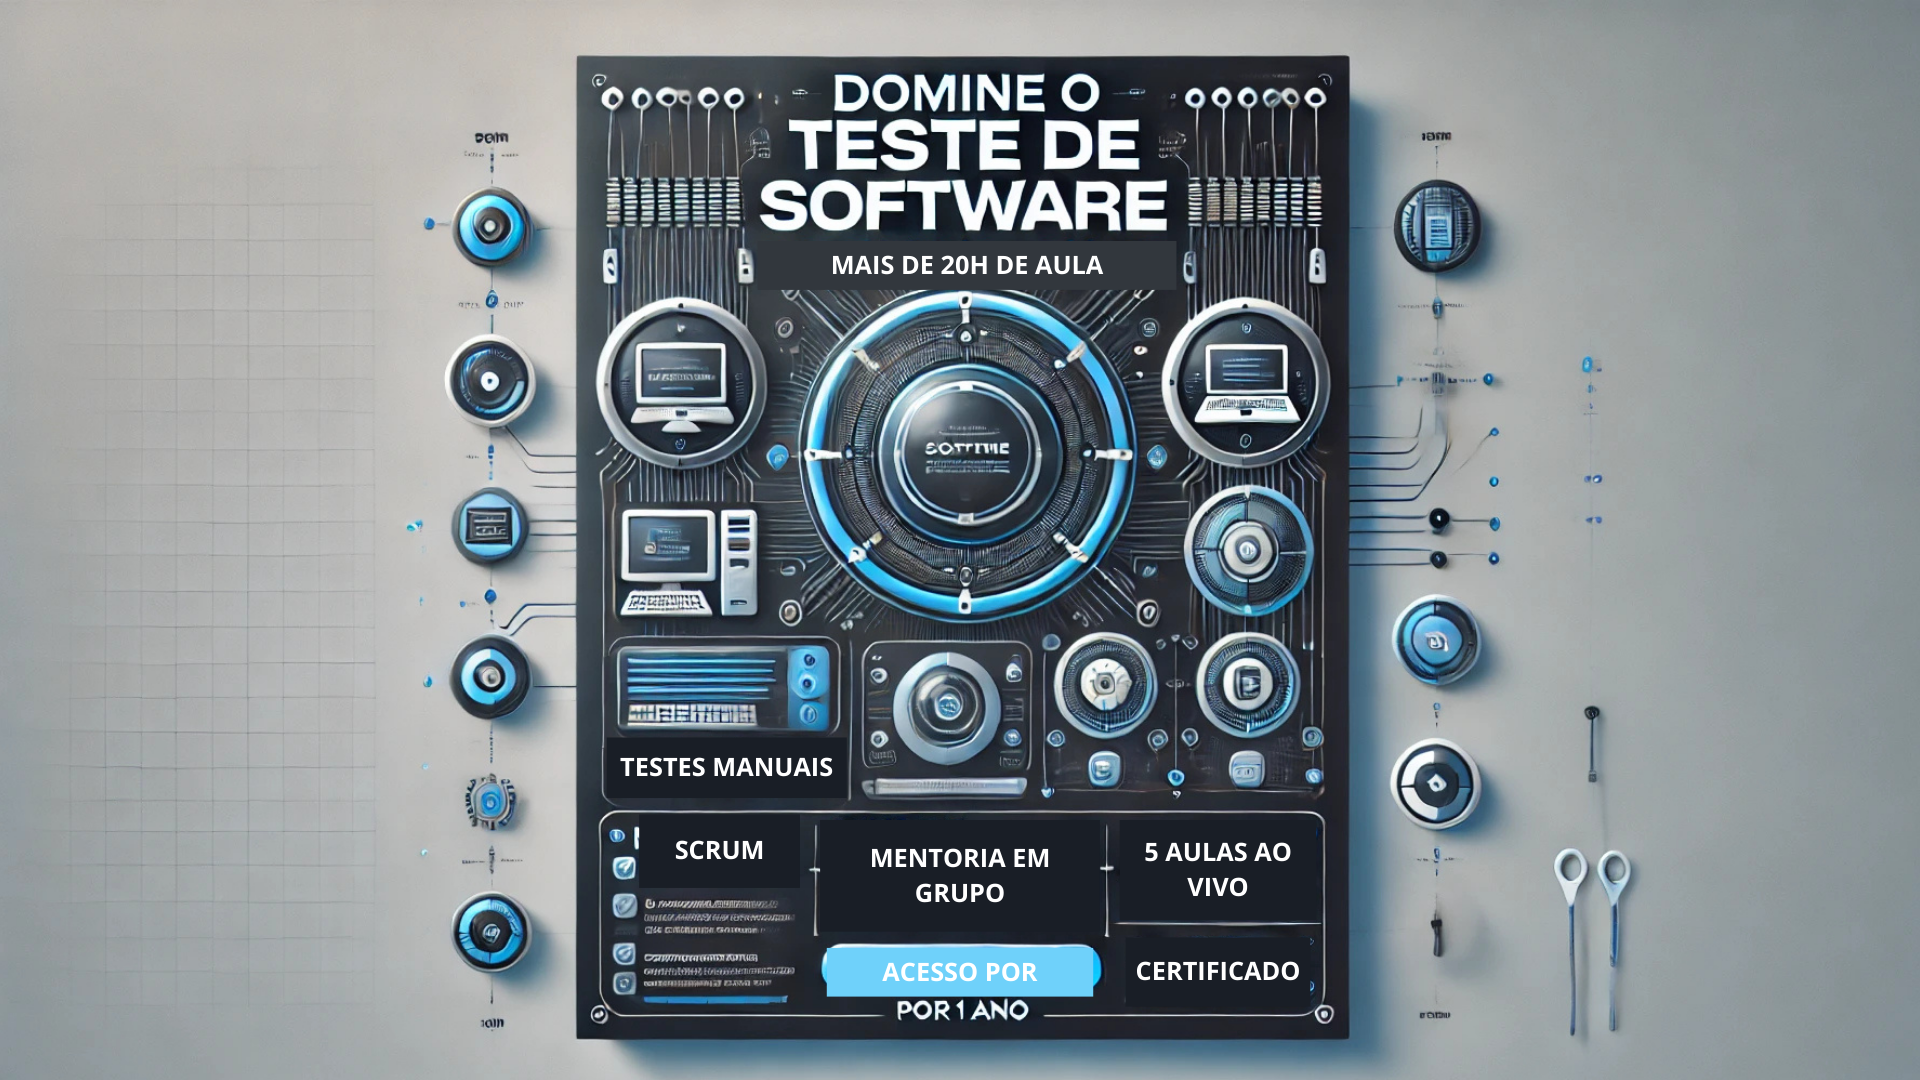 DOMINE O
TESTE DE
SOFTWARE
MAIS DE 20H DE AULA
TESTES MANUAIS
SCRUM
MENTORIA EM
GRUPO
5 AULAS AO
VIVO
ACESSO POR
POR 1 ANO
CERTIFICADO